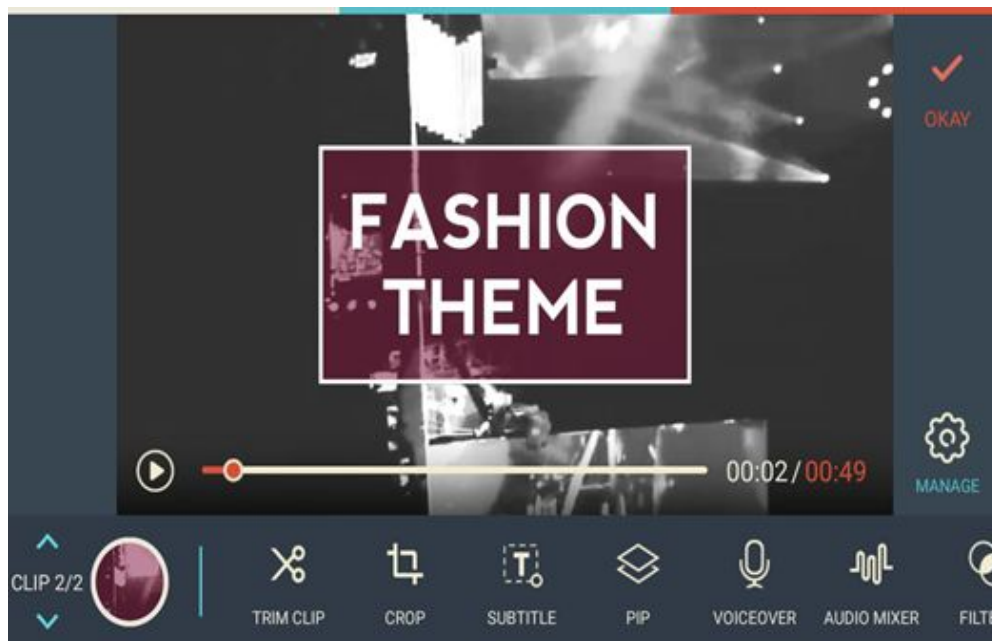 OKAY
FASHION
THEME
00:02/00:49
MANAGE
CLIP 2/2
TRIM CLIP
CROP
SUBTITLE
PIP
VOICEOVER
AUDIO MIXER
FILTE